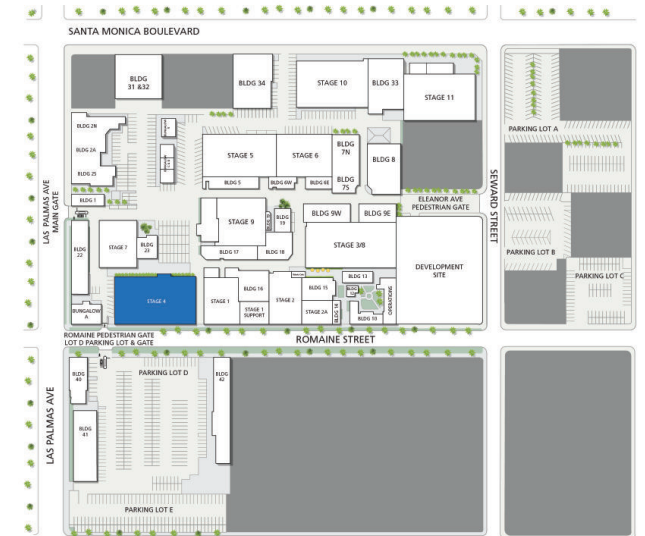 SANTA MONICA BOULEVARD
BLDG
31 &32
BLDG 34
STAGE 10
BLDG 33
STAGE 11
BLDG 2N
BLDG 2A
BLDG 2S
STAGE 5
STAGE 6
BLDG
7N
BLDG
7S
BLDG 8
BLDG 5
BLDG 6W
BLDG 6E
PARKING LOT A
LAS PALMAS AVE
MAIN GATE
BLDG 1
ELEANOR AVE
PEDESTRIAN GATE
SEWARD STREET
STAGE 9
BLDG
19
BLDG 9W
BLDG 9E
BLDG
22
STAGE 7
BLDG
23
BLDG 17
BLDG 18
STAGE 3/8
DEVELOPMENT
SITE
PARKING LOT B
PARKING LOT C
STAGE 4
STAGE 1
BLDG 16
STAGE 1
SUPPORT
STAGE 2
BLDG 15
STAGE 2A
BLDG 14
BLDG 13
BLDG
12
BLDG 10
OPERATIONS
BUNGALOW
A
ROMAINE PEDESTRIAN GATE
LOT D PARKING LOT & GATE
ROMAINE STREET
BLDG
40
PARKING LOT D
BLDG
42
LAS PALMAS AVE
BLDG
41
PARKING LOT E